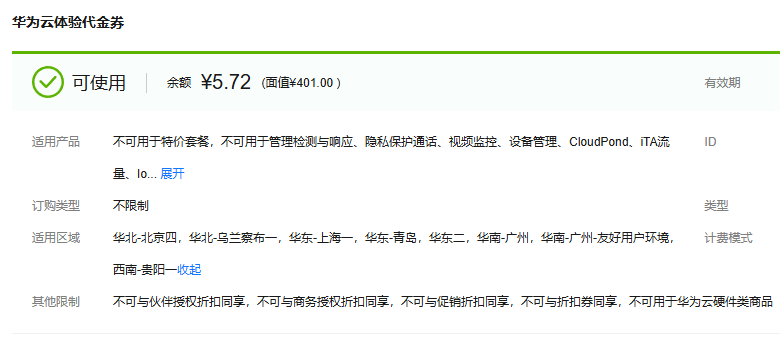 华为云体验代金券
可使用 余额 ¥5.72 (面值¥401.00 ) 有效期
适用产品 不可用于特价套餐，不可用于管理检测与响应、隐私保护通话、视频监控、设备管理、CloudPond、iTA流 ID
量、Io... 展开
订购类型 不限制 类型
适用区域 华北-北京四，华北-乌兰察布一，华东-上海一，华东-青岛，华东二，华南-广州，华南-广州-友好用户环境， 计费模式
西南-贵阳一收起
其他限制 不可与伙伴授权折扣同享，不可与商务授权折扣同享，不可与促销折扣同享，不可与折扣券同享，不可用于华为云硬件类商品